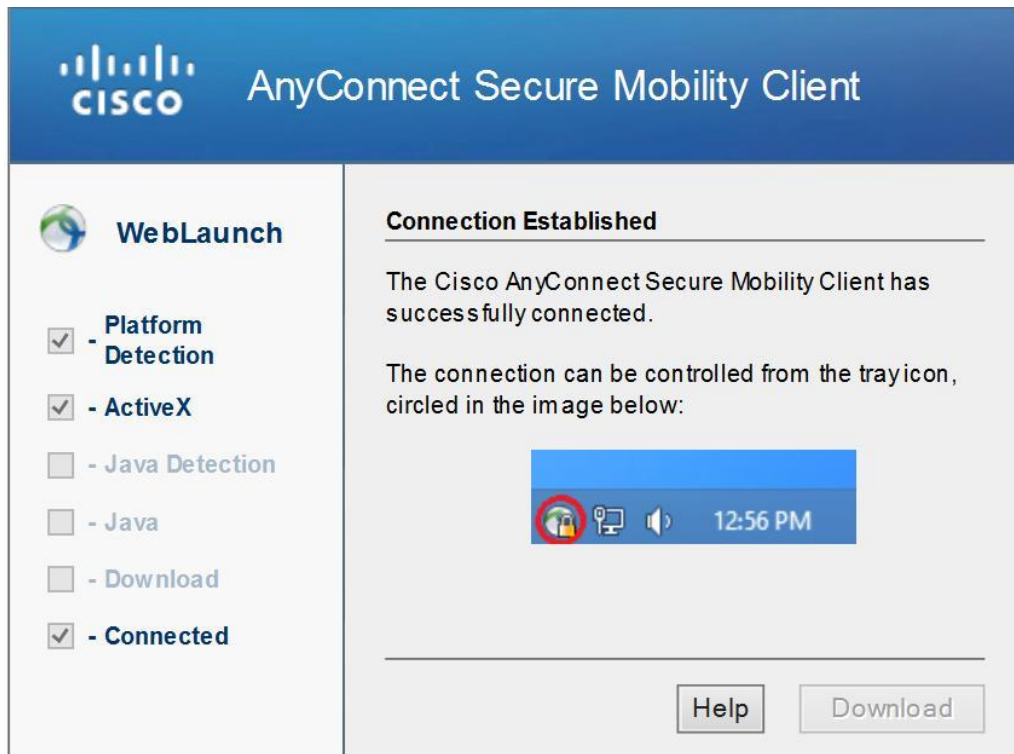 CISCO
AnyConnect Secure Mobility Client
WebLaunch
- Platform
Detection
- ActiveX
- Java Detection
- Java
- Download
- Connected
Connection Established
The Cisco AnyConnect Secure Mobility Client has
successfully connected.
The connection can be controlled from the tray icon,
circled in the image below:
12:56 PM
Help
Download